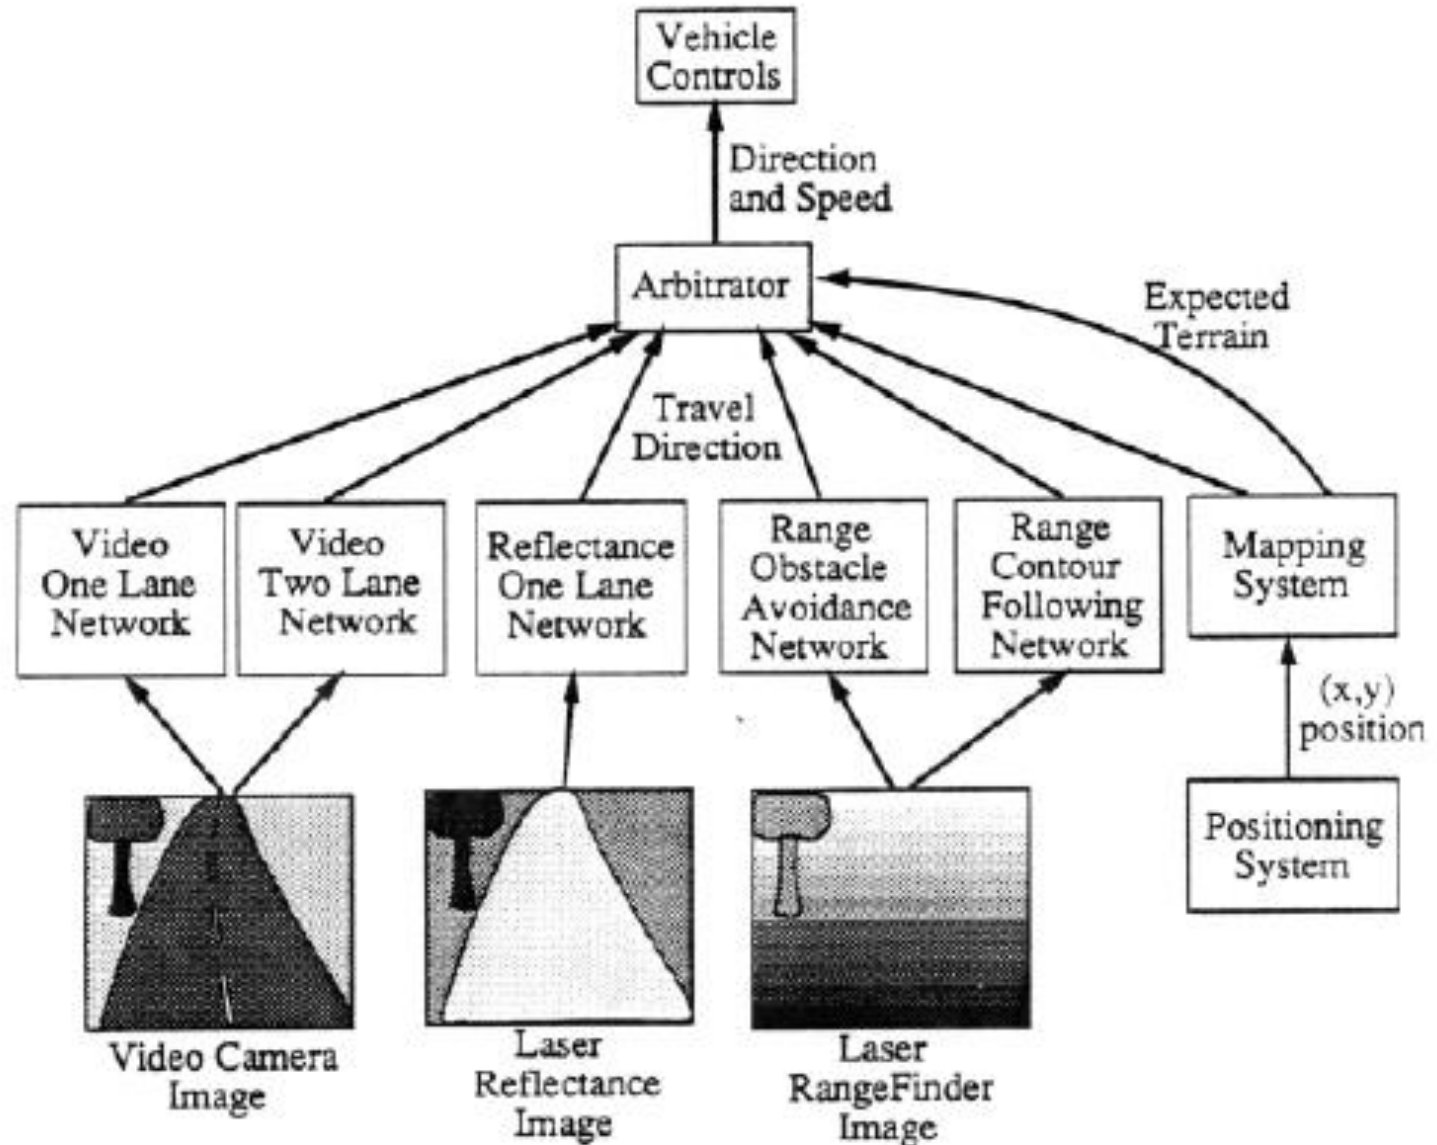 Vehicle
Controls
Direction
and Speed
Arbitrator
Expected
Terrain
Travel
Direction
Video
One Lane
Network
Video
Two Lane
Network
Reflectance
One Lane
Network
Range
Obstacle
Avoidance
Network
Range
Contour
Following
Network
Mapping
System
(x,y)
position
Positioning
System
Video Camera
Image
Laser
Reflectance
Image
Laser
RangeFinder
Image